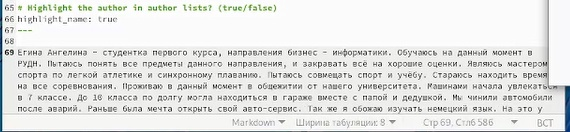 65 # Highlight the author in author lists? (true/false)
66 highlight_name: true
67 ---
68
69 Егина Ангелина - студентка первого курса, направления бизнес - информатики. Обучаюсь на данный момент в
РУДН. Пытаюсь понять все предметы данного направления, и закрывать всё на хорошие оценки. Являюсь мастером
спорта по легкой атлетике и синхронному плаванию. Пытаюсь совмещать спорт и учёбу. Стараюсь находить время
на все соревнования. Проживаю в данный момент в общежитии от нашего университета. Машинами начала увлекаться
в 7 классе. До 18 класса по долгу могла находиться в гараже вместе с папой и дедушкой. Мы чинили автомобили
после аварий. Раньше была мечта открыть свой авто-сервис. Так же я обожаю изучать немецкий язык. На это у
Markdown Ширина табуляции: 8 Стр 69, Стлб 586 ВСТ